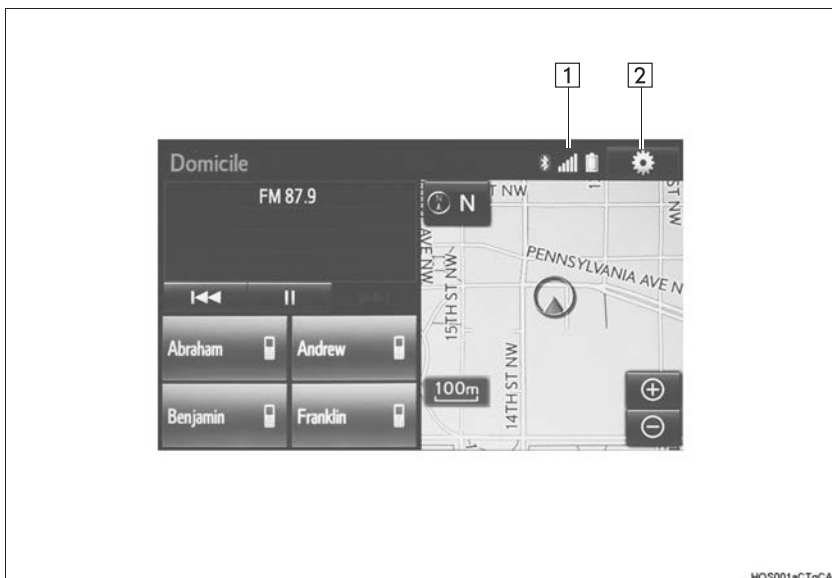 1 2
Domicile
FM 87.9
Abraham
Andrew
Benjamin
Franklin
N
T NW
ST NW
AVE NW
15TH ST NW
PENNSYLVANIA AVE N
14TH ST NW
100m
HOS001aCTqCA